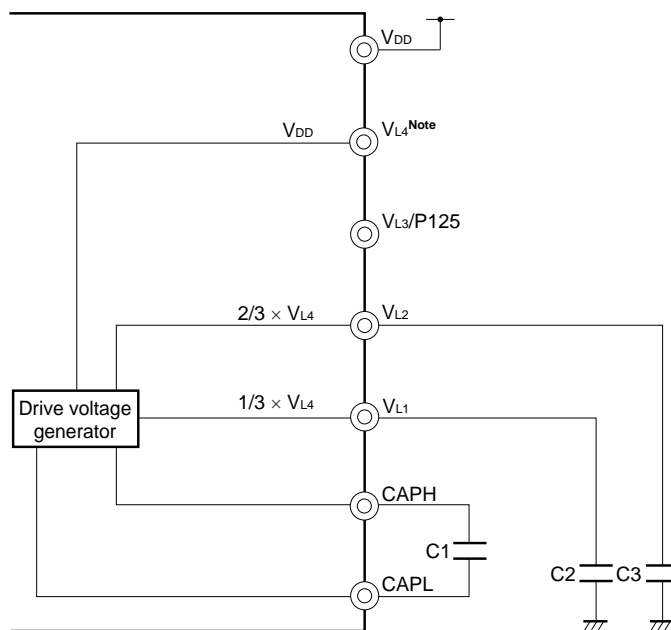 VDD
VDD
VL4Note
VL3/P125
2/3 × VL4
VL2
1/3 × VL4
VL1
Drive voltage
generator
CAPH
C1
C2
C3
CAPL